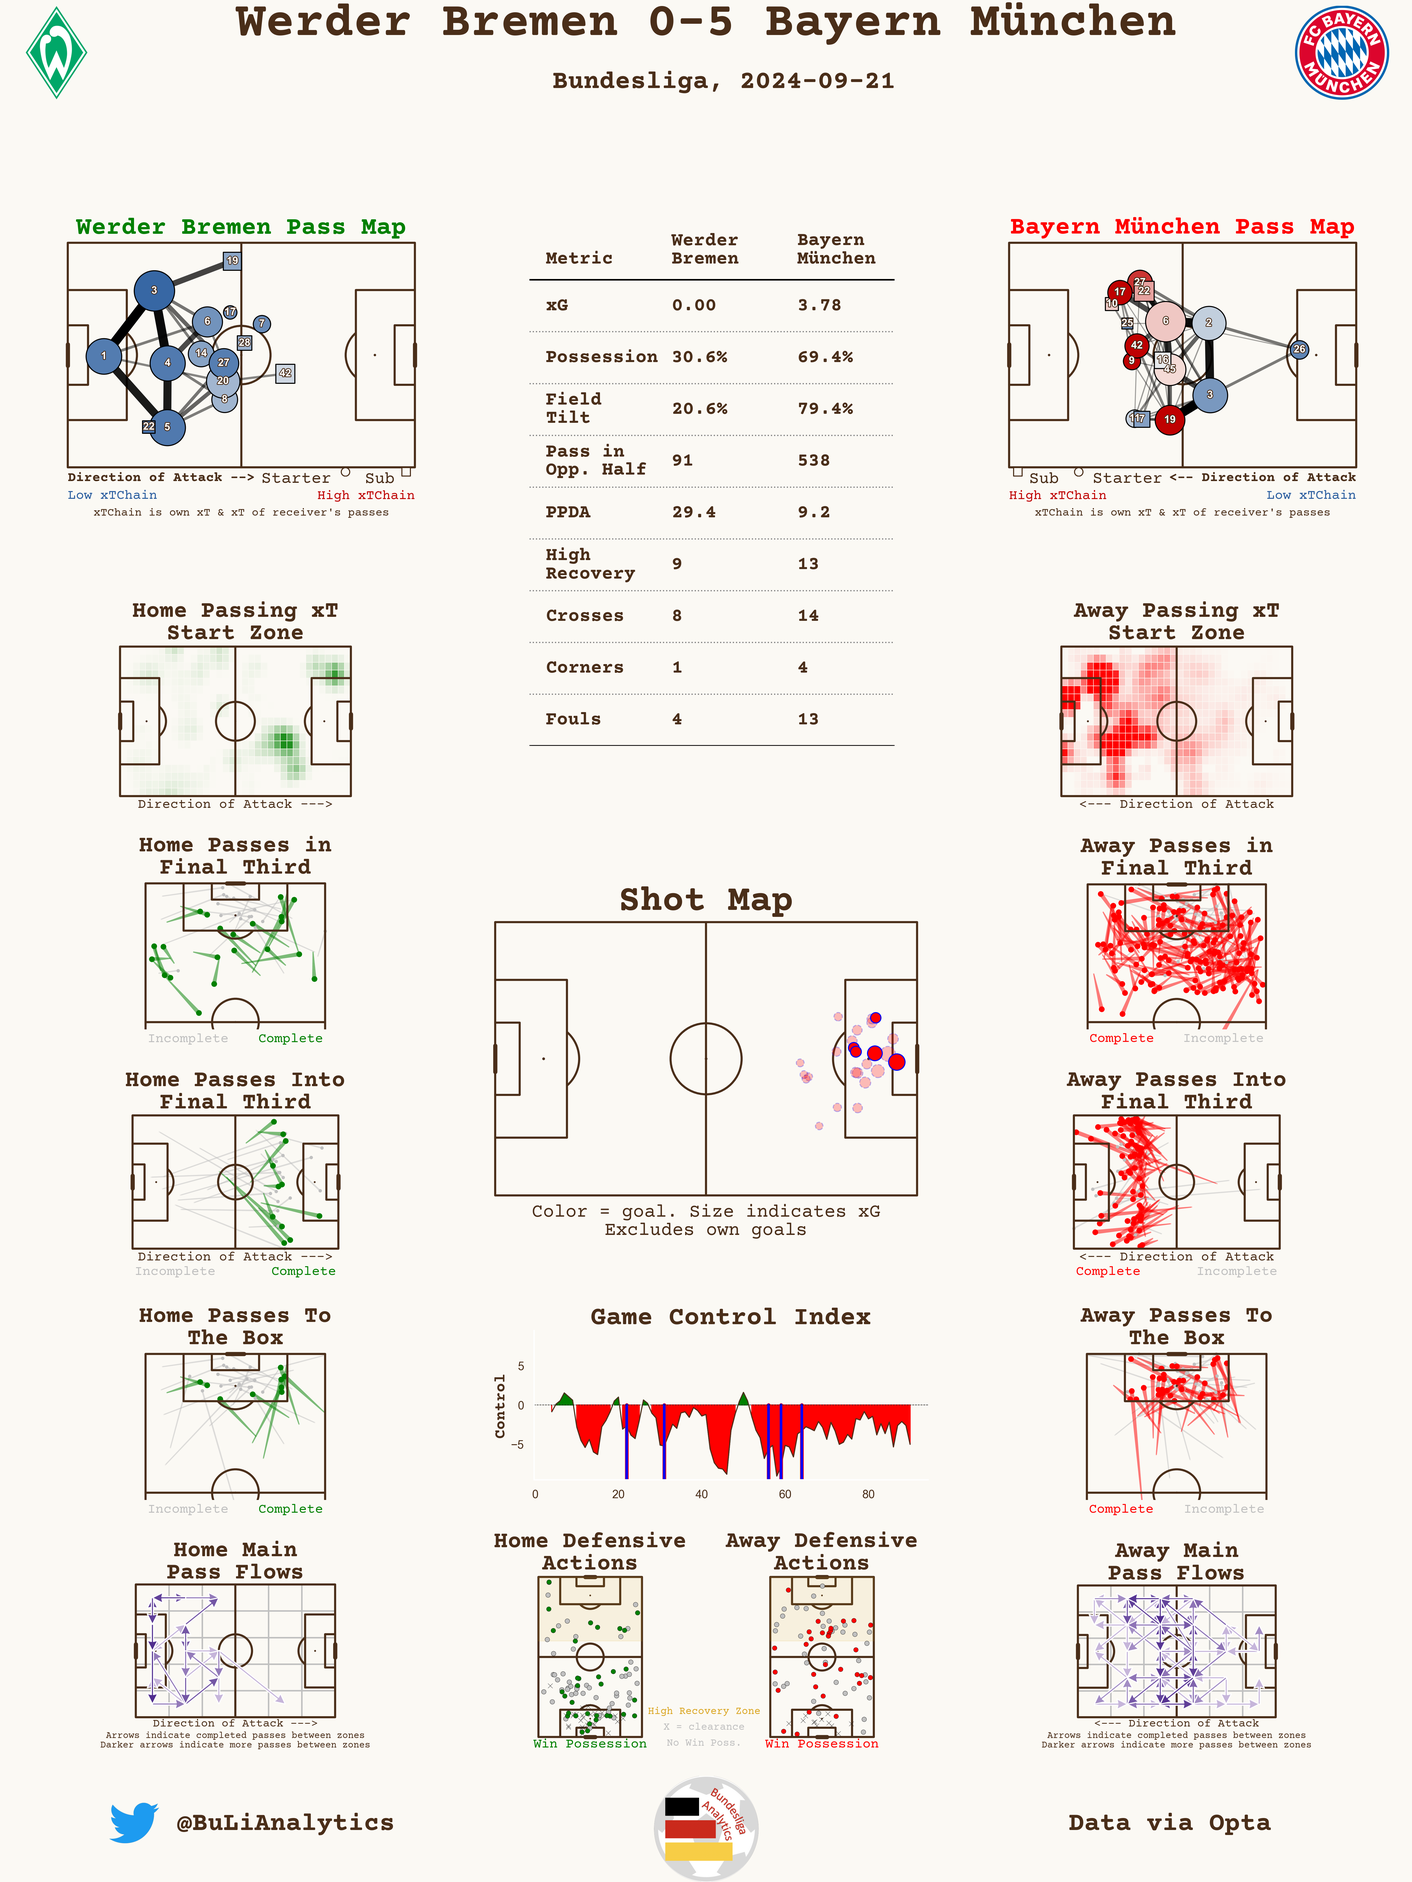 Werder Bremen 0-5 Bayern München
Bundesliga, 2024-09-21
FC BAYERN
MÜNCHEN
Werder Bremen Pass Map
19
3
17
6
7
28
14
1
4
27
42
20
8
22
5
Direction of Attack --> Starter Sub
Low xTChain High xTChain
xTChain is own xT & xT of receiver's passes
Metric Werder Bremen Bayern München
xG 0.00 3.78
Possession 30.6% 69.4%
Field Tilt 20.6% 79.4%
Pass in Opp. Half 91 538
PPDA 29.4 9.2
High Recovery 9 13
Crosses 8 14
Corners 1 4
Fouls 4 13
Bayern München Pass Map
27
17 22
10
25 6 2
42
26
9 16
45
3
17 19
Sub Starter <-- Direction of Attack
High xTChain Low xTChain
xTChain is own xT & xT of receiver's passes
Home Passing xT
Start Zone
Direction of Attack --->
Away Passing xT
Start Zone
<--- Direction of Attack
Home Passes in
Final Third
Incomplete Complete
Shot Map
Color = goal. Size indicates xG
Excludes own goals
Away Passes in
Final Third
Complete Incomplete
Home Passes Into
Final Third
Direction of Attack --->
Incomplete Complete
Away Passes Into
Final Third
<--- Direction of Attack
Complete Incomplete
Home Passes To
The Box
Incomplete Complete
Game Control Index
Control
5
0
−5
0 20 40 60 80
Away Passes To
The Box
Complete Incomplete
Home Main
Pass Flows
Direction of Attack --->
Arrows indicate completed passes between zones
Darker arrows indicate more passes between zones
Home Defensive
Actions
Win Possession
High Recovery Zone
X = clearance
No Win Poss.
Away Defensive
Actions
Win Possession
Away Main
Pass Flows
<--- Direction of Attack
Arrows indicate completed passes between zones
Darker arrows indicate more passes between zones
@BuLiAnalytics
Bundesliga
Analytics
Data via Opta